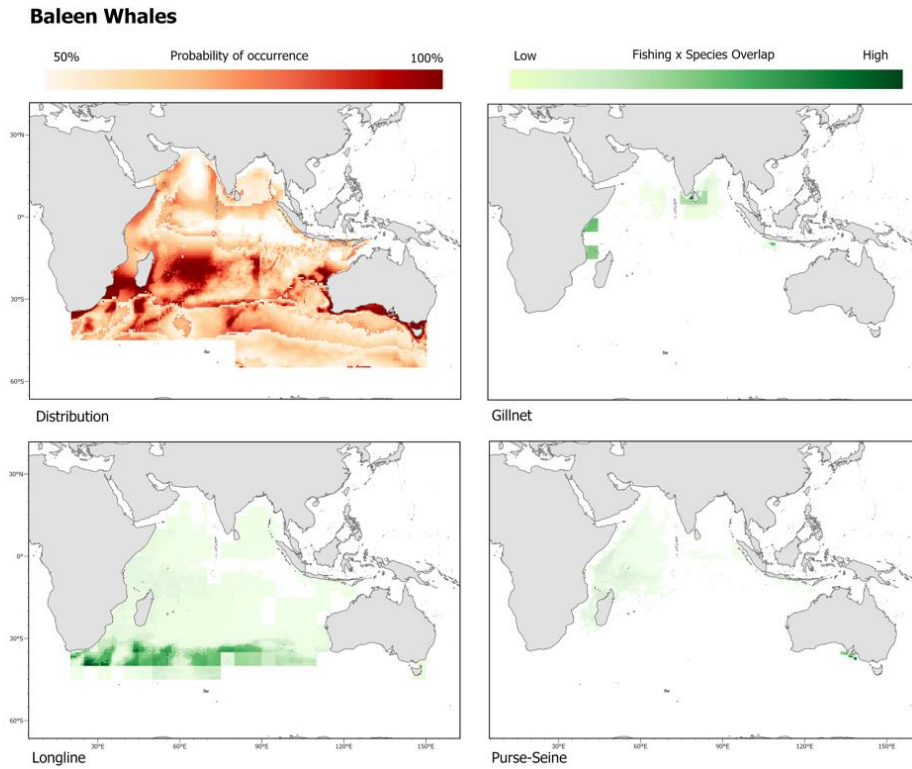 Baleen Whales
50% Probability of occurrence 100%
Low Fishing x Species Overlap High
30°N
0°
30°S
60°S
Distribution
Gillnet
30°N
0°
30°S
60°S
30°E 60°E 90°E 120°E 150°E
30°E 60°E 90°E 120°E 150°E
Longline
Purse-Seine